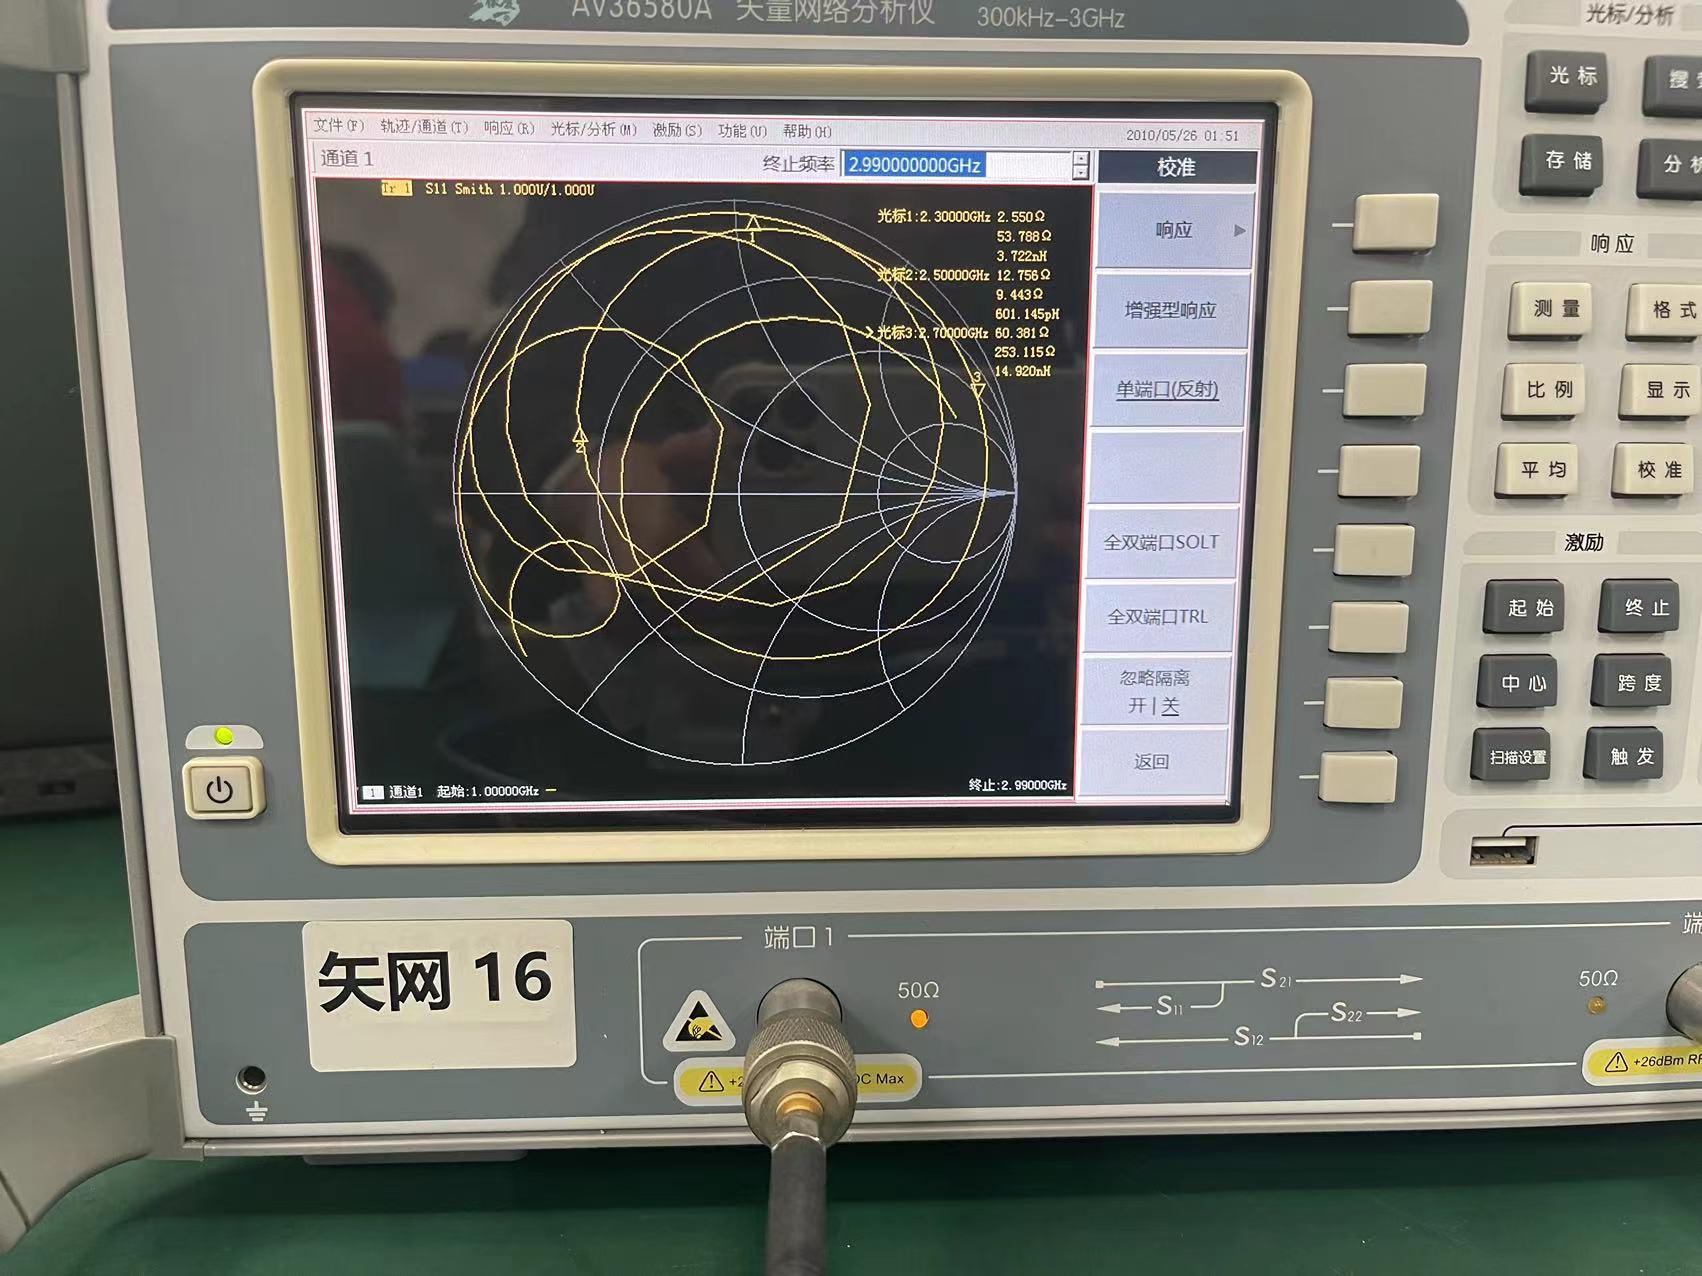 AV36580A 矢量网络分析仪 300kHz-3GHz
文件(F) 轨迹/通道(T) 响应(R) 光标/分析(M) 激励(S) 功能(U) 帮助(H)
2010/05/26 01:51
通道 1
终止频率 2.990000000GHz
校准
Tr 1 S11 Smith 1.000U/1.000U
光标1:2.30000GHz 2.550Ω
53.788Ω
3.722nH
光标2:2.50000GHz 12.756Ω
9.443Ω
601.145pH
>光标3:2.70000GHz 60.381Ω
253.115Ω
14.920nH
1
2
3
响应
增强型响应
单端口(反射)
全双端口SOLT
全双端口TRL
忽略隔离
开|关
返回
1 通道1 起始:1.00000GHz
终止:2.99000GHz
光标/分析
光标
存储
响应
测量
格式
比例
显示
平均
校准
激励
起始
终止
中心
跨度
扫描设置
触发
矢网 16
端口 1
50Ω
S21
S11
S22
S12
50Ω
DC Max
+26dBm